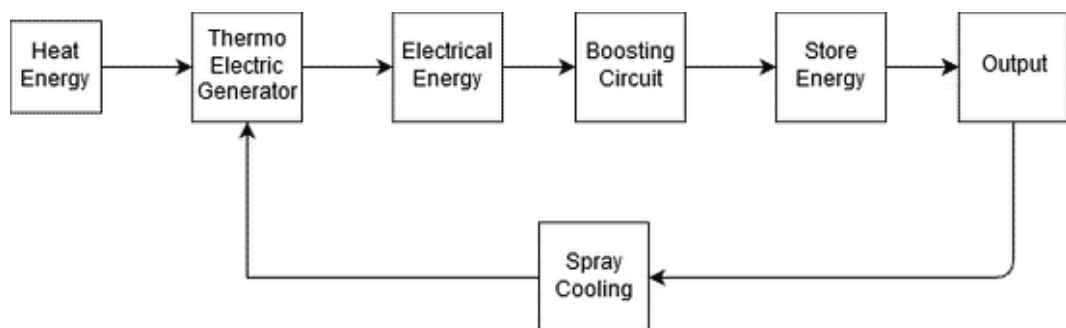 Heat
Energy
Thermo
Electric
Generator
Electrical
Energy
Boosting
Circuit
Store
Energy
Output
Spray
Cooling